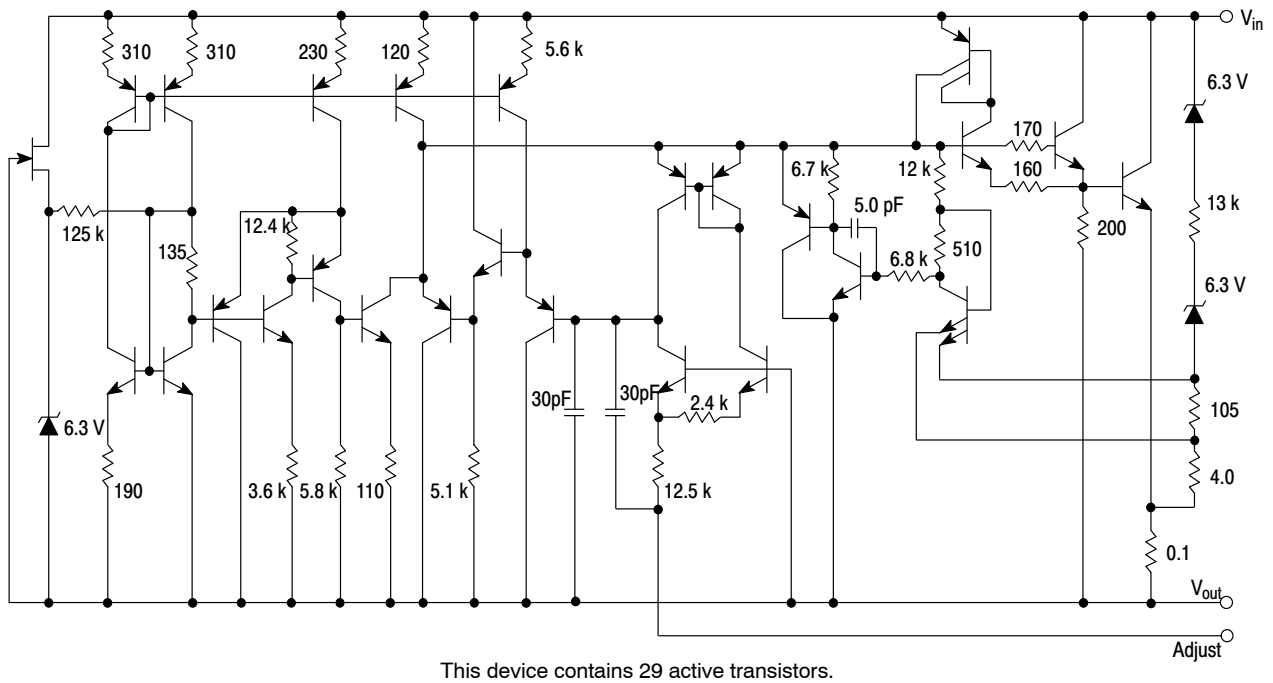 V_in
310
310
230
120
5.6 k
6.3 V
170
6.7 k
12 k
160
5.0 pF
13 k
125 k
12.4 k
200
135
510
6.8 k
6.3 V
30pF
30pF
2.4 k
105
6.3 V
190
3.6 k
5.8 k
110
5.1 k
12.5 k
4.0
0.1
V_out
Adjust
This device contains 29 active transistors.